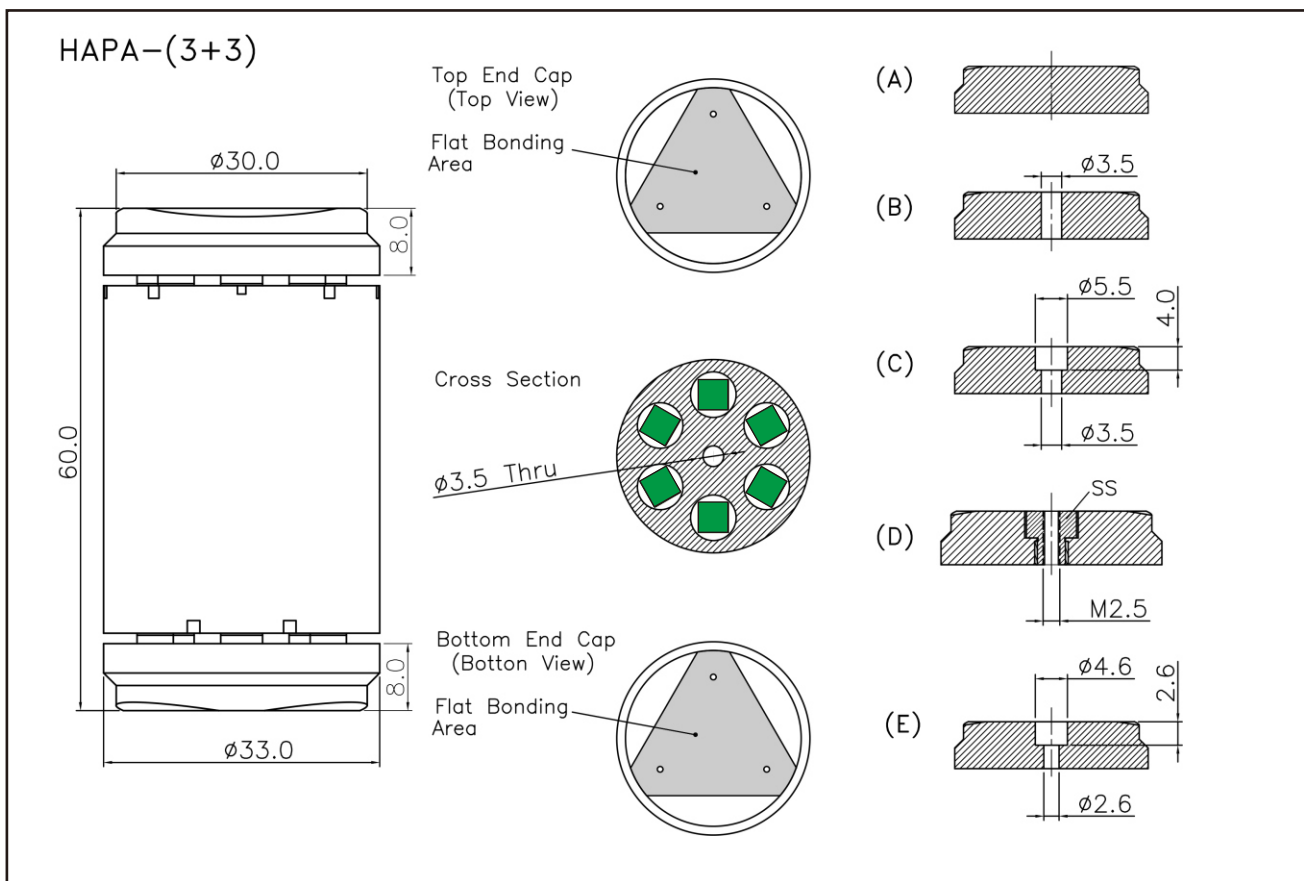 HAPA-(3+3)
ø30.0
8.0
60.0
8.0
ø33.0
Top End Cap
(Top View)
Flat Bonding
Area
Cross Section
ø3.5 Thru
Bottom End Cap
(Botton View)
Flat Bonding
Area
(A)
(B)
ø3.5
(C)
ø5.5
4.0
ø3.5
(D)
SS
M2.5
(E)
ø4.6
2.6
ø2.6